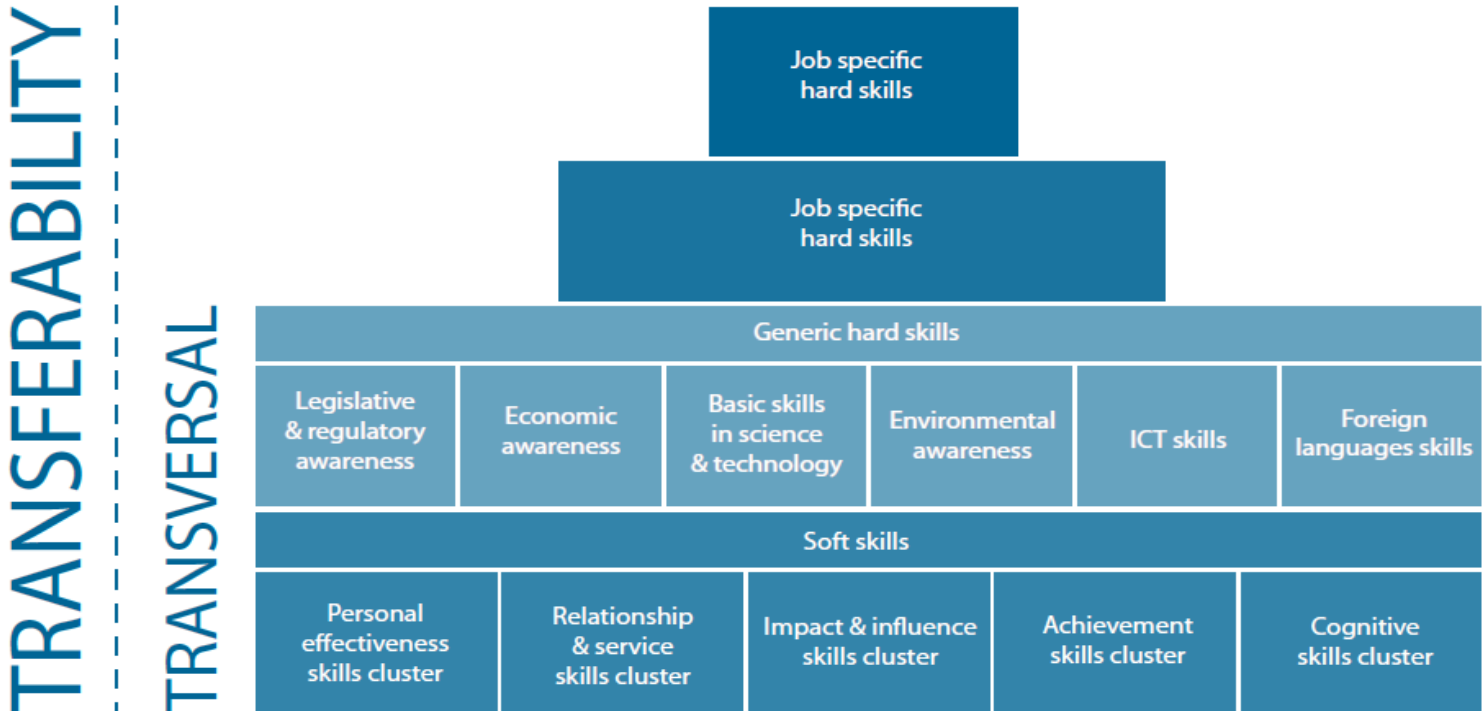 TRANSFERABILITY
TRANSVERSAL
Job specific
hard skills
Job specific
hard skills
Generic hard skills
Legislative
& regulatory
awareness
Economic
awareness
Basic skills
in science
& technology
Environmental
awareness
ICT skills
Foreign
languages skills
Soft skills
Personal
effectiveness
skills cluster
Relationship
& service
skills cluster
Impact & influence
skills cluster
Achievement
skills cluster
Cognitive
skills cluster